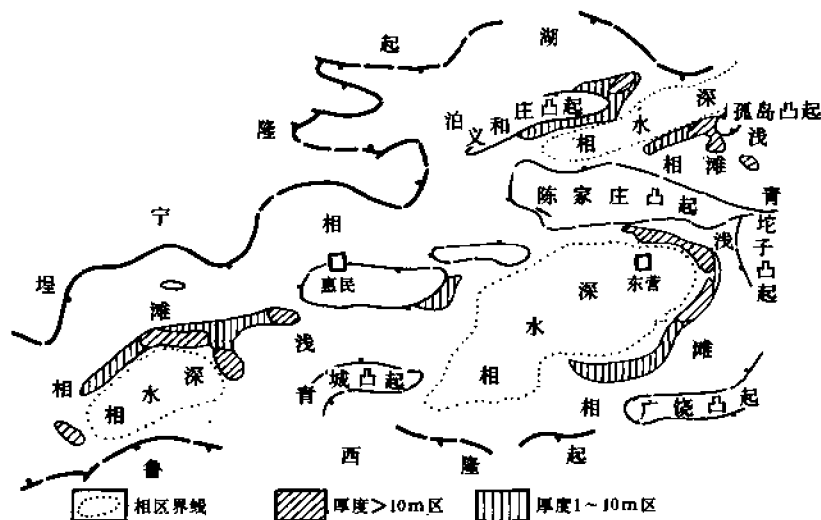 埕宁隆起
湖泊相
义和庄凸起
深水相
孤岛凸起
浅滩相
陈家庄凸起
青坨子凸起
惠民
东营
深水相
浅滩相
浅滩相
深水相
青城凸起
广饶凸起
鲁西隆起
相区界线
厚度>10m区
厚度1~10m区